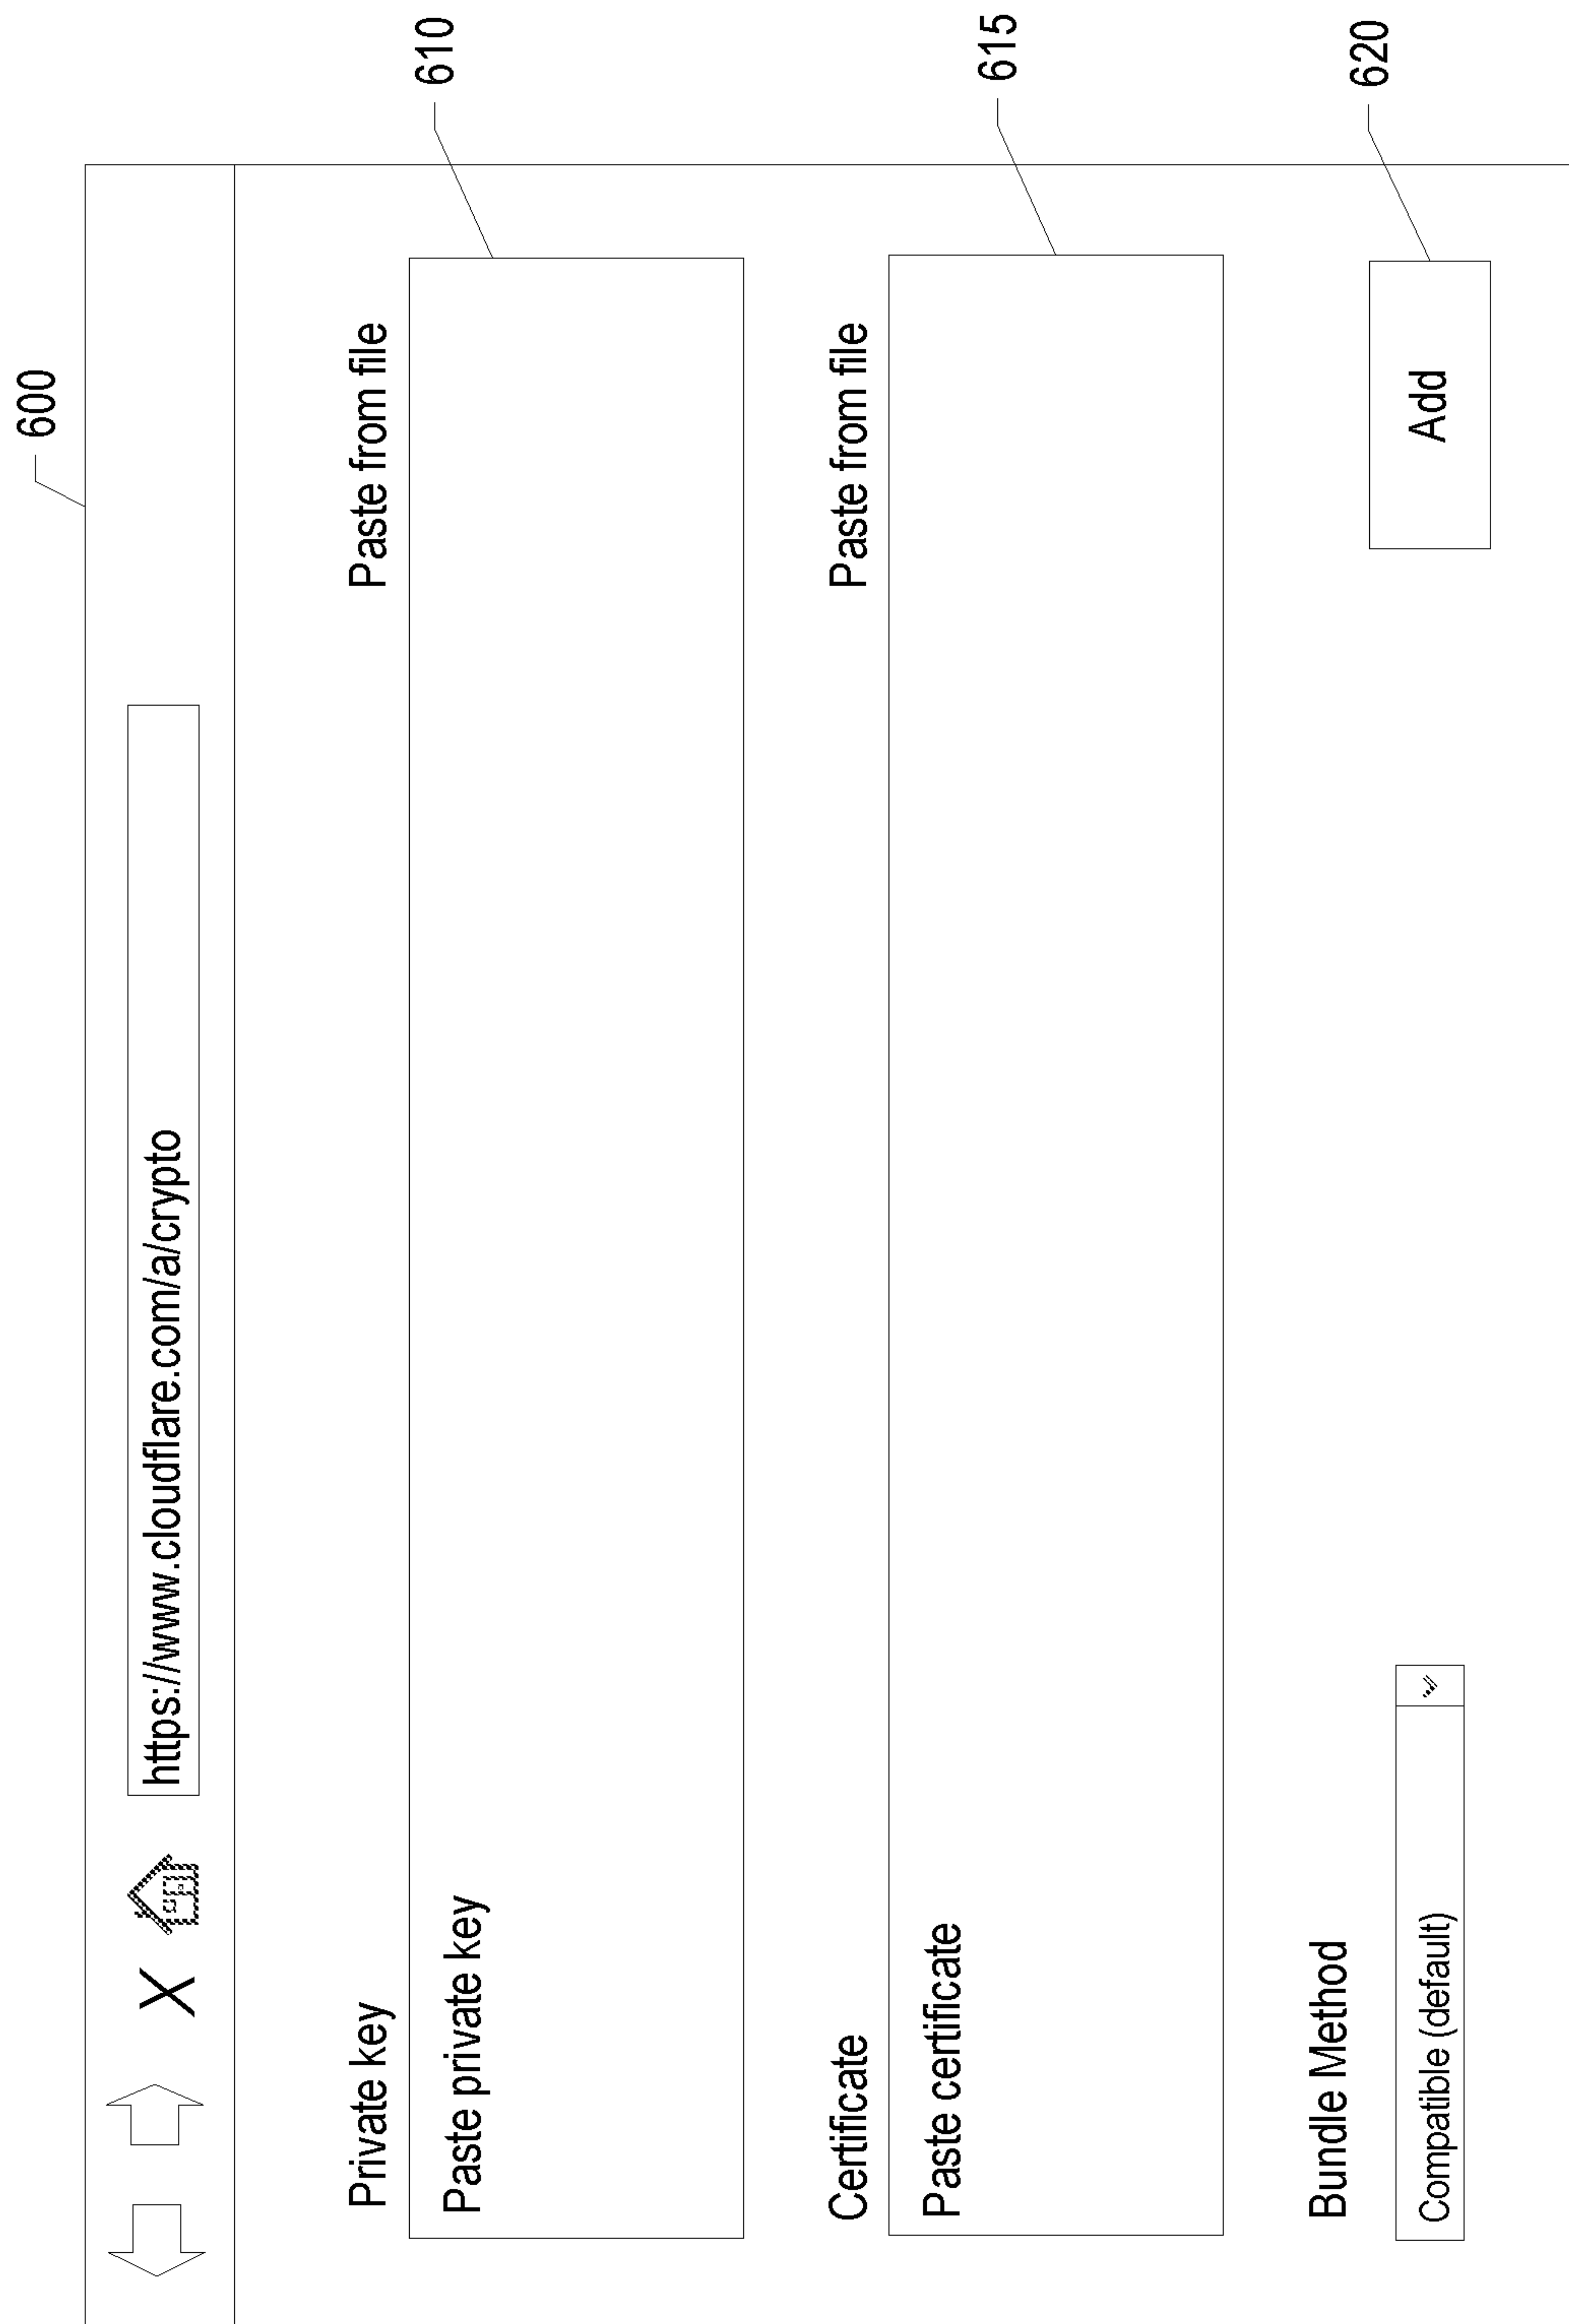 600
X https://www.cloudflare.com/a/crypto
Private key Paste from file
610
Paste private key
Certificate Paste from file
615
Paste certificate
Bundle Method
620
Compatible (default) Add